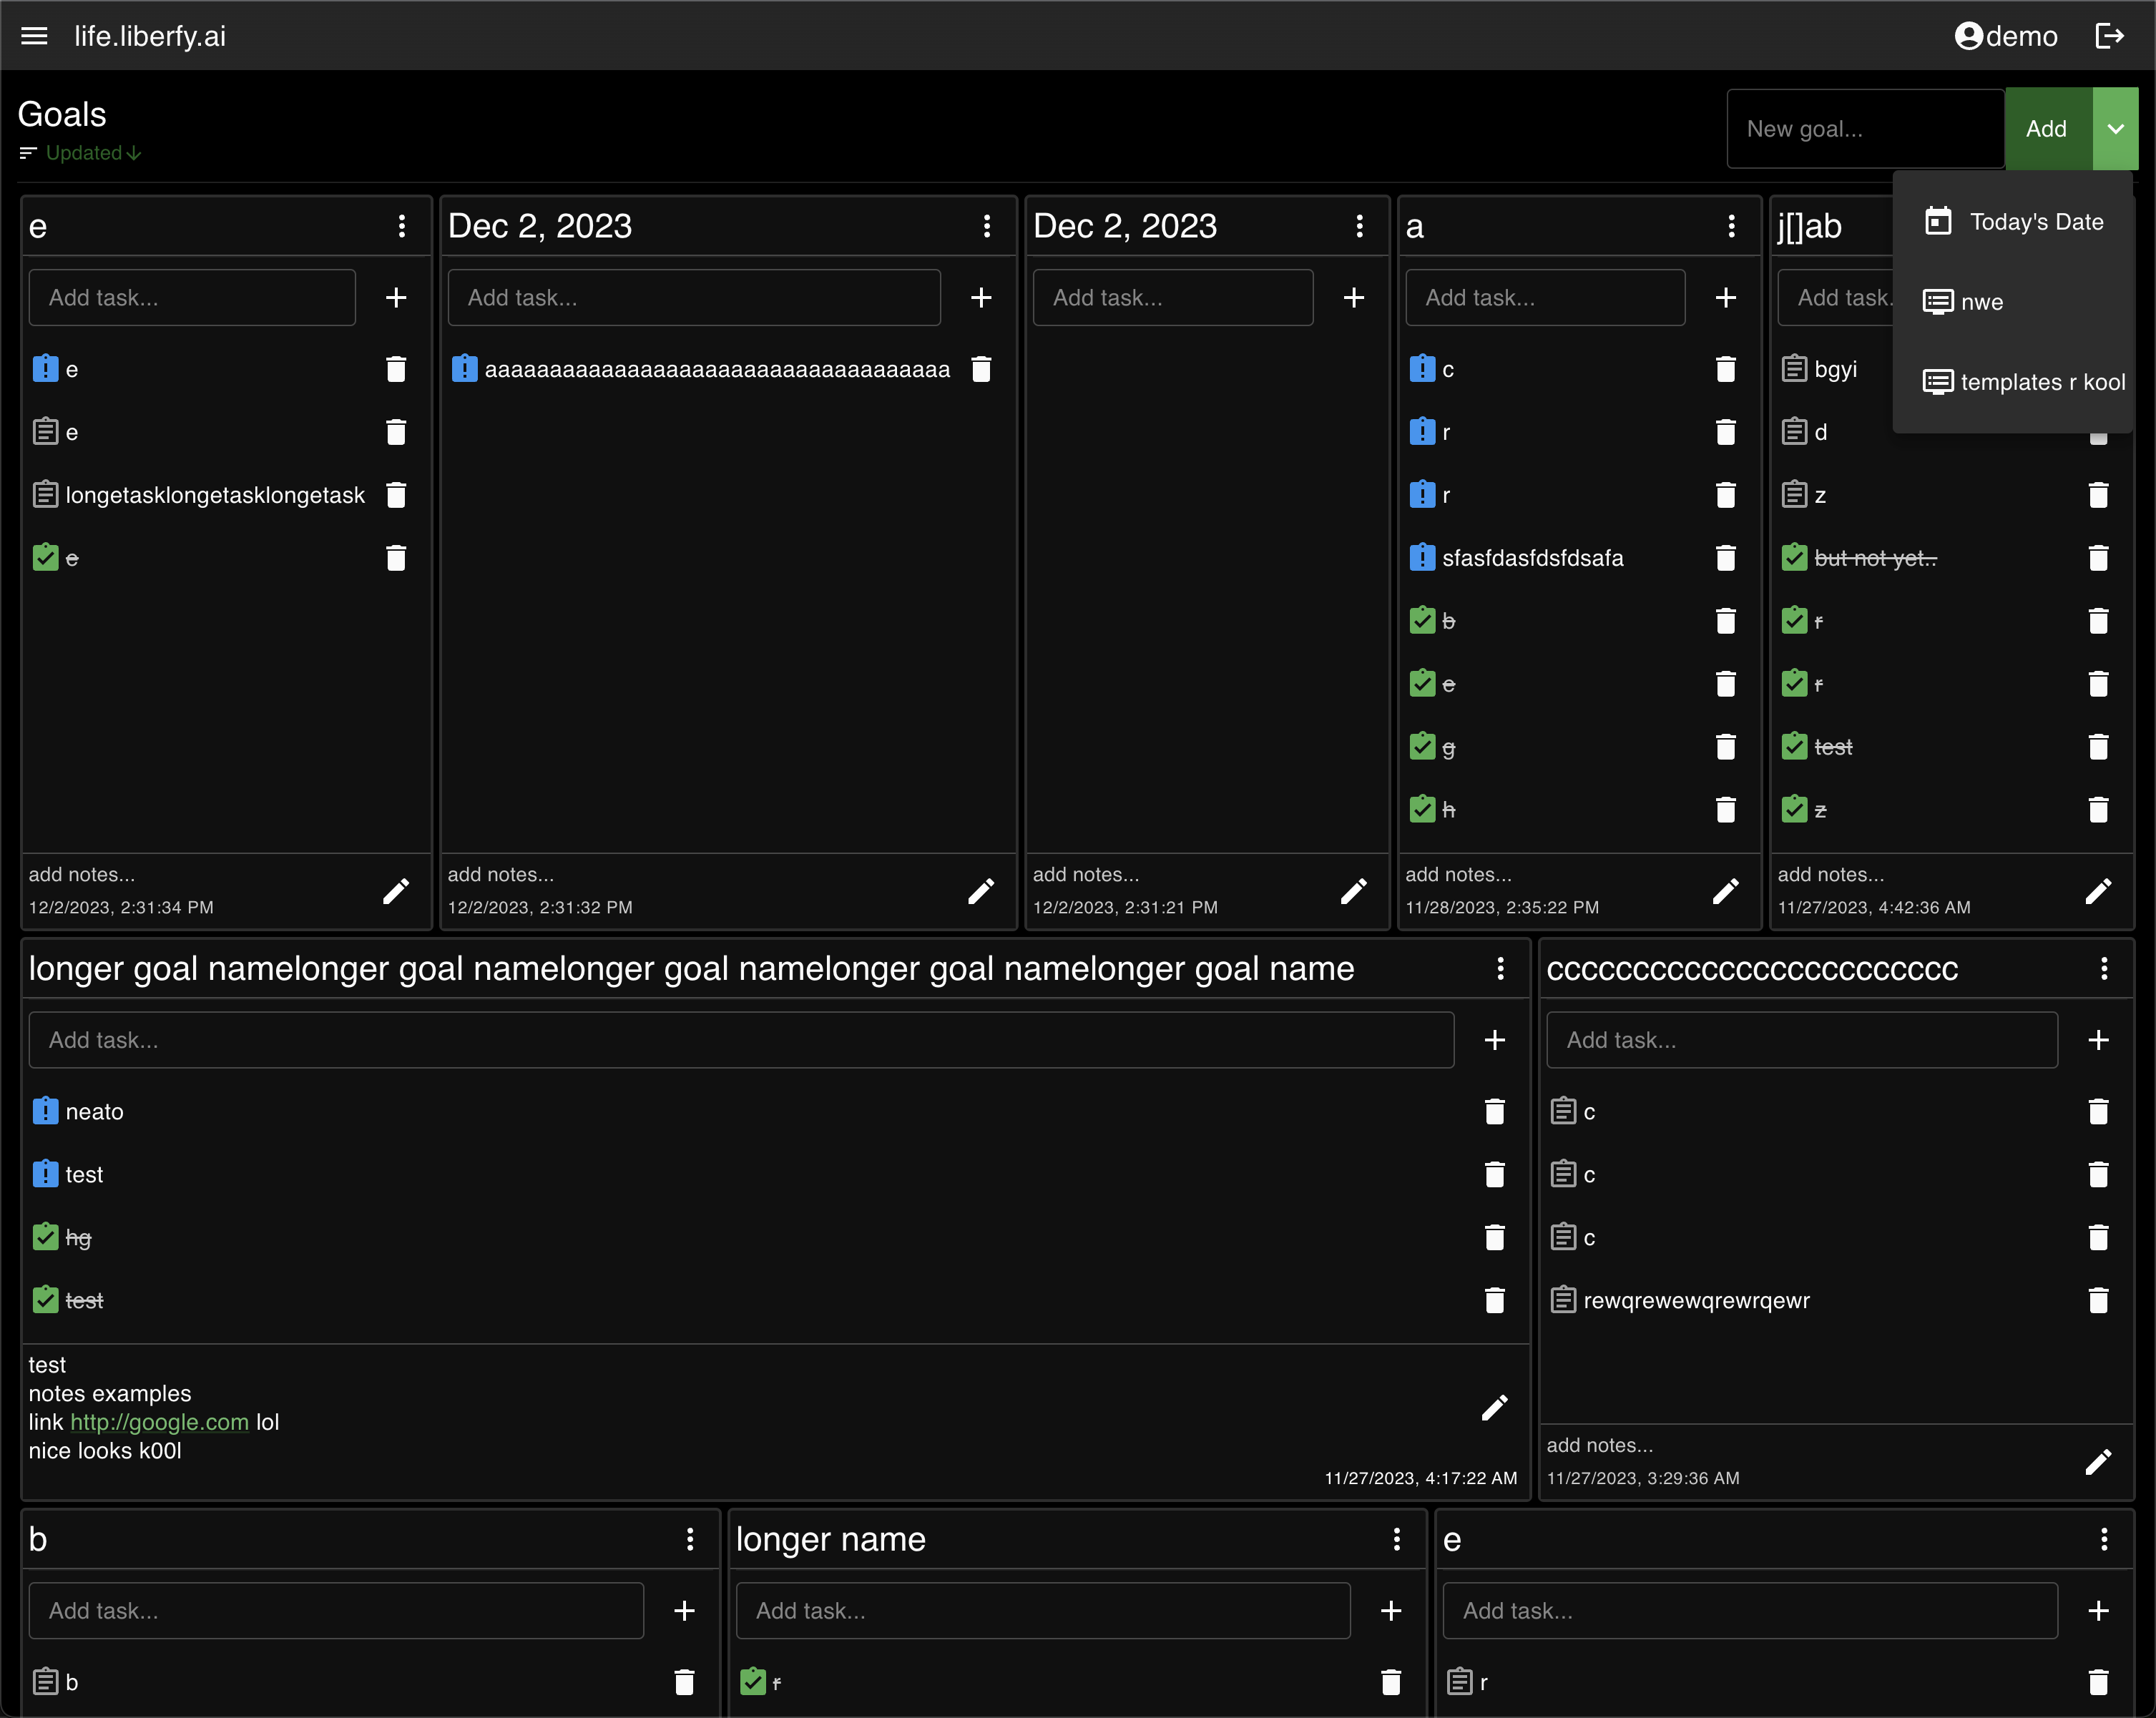 life.liberfy.ai
demo
Goals
Updated
New goal...
Add
Today's Date
nwe
templates r kool
e
Add task...
e
e
longetasklongetasklongetask
e
add notes...
12/2/2023, 2:31:34 PM
Dec 2, 2023
Add task...
aaaaaaaaaaaaaaaaaaaaaaaaaaaaaaaaaaaa
add notes...
12/2/2023, 2:31:32 PM
Dec 2, 2023
Add task...
add notes...
12/2/2023, 2:31:21 PM
a
Add task...
c
r
r
sfasfdasfdsfdsafa
b
e
g
h
add notes...
11/28/2023, 2:35:22 PM
j[]ab
Add task.
bgyi
d
z
but not yet..
r
r
test
z
add notes...
11/27/2023, 4:42:36 AM
longer goal namelonger goal namelonger goal namelonger goal namelonger goal name
Add task...
neato
test
hg
test
test
notes examples
link http://google.com lol
nice looks k00l
11/27/2023, 4:17:22 AM
cccccccccccccccccccccccc
Add task...
c
c
c
rewqrewewqrewrqewr
add notes...
11/27/2023, 3:29:36 AM
b
Add task...
b
longer name
Add task...
r
e
Add task...
r